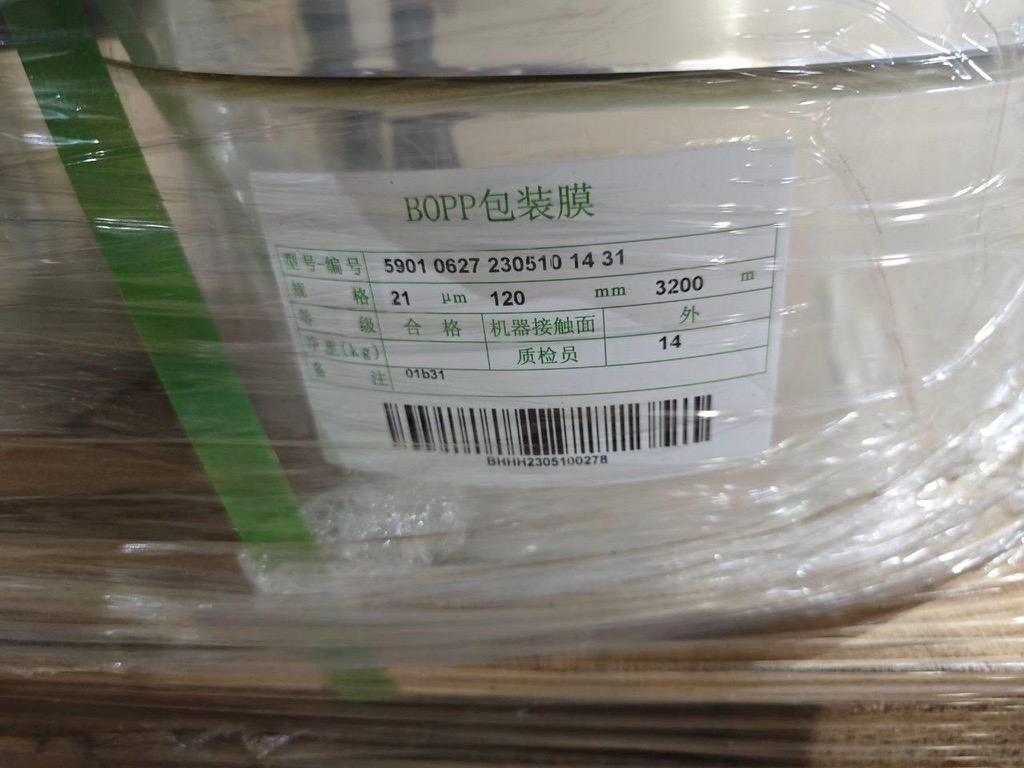 BOPP包装膜
型号-编号 5901 0627 230510 14 31
规 格 21 μm 120 mm 3200 m
等 级 合 格 机器接触面 外
净重(kg) 质检员 14
备 注 01b31
BHHH2305100278